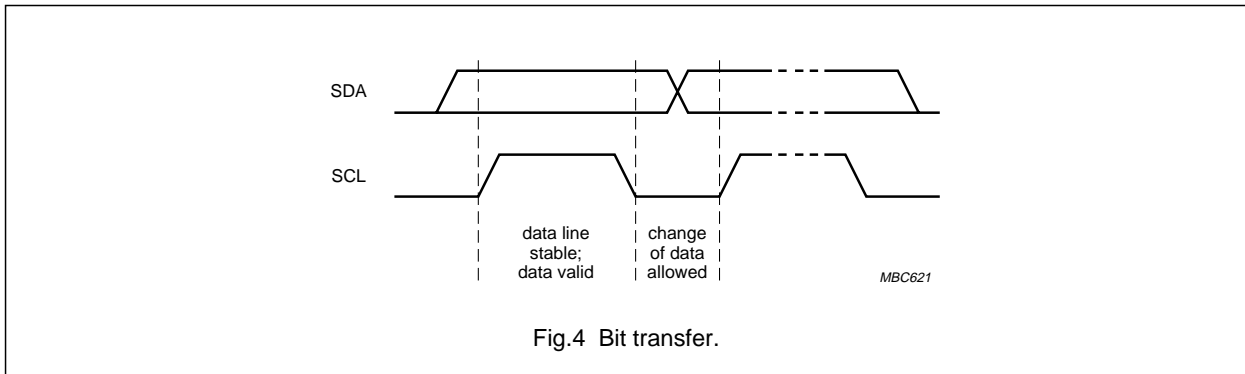 SDA
SCL
data line
stable;
data valid
change
of data
allowed
MBC621
Fig.4 Bit transfer.